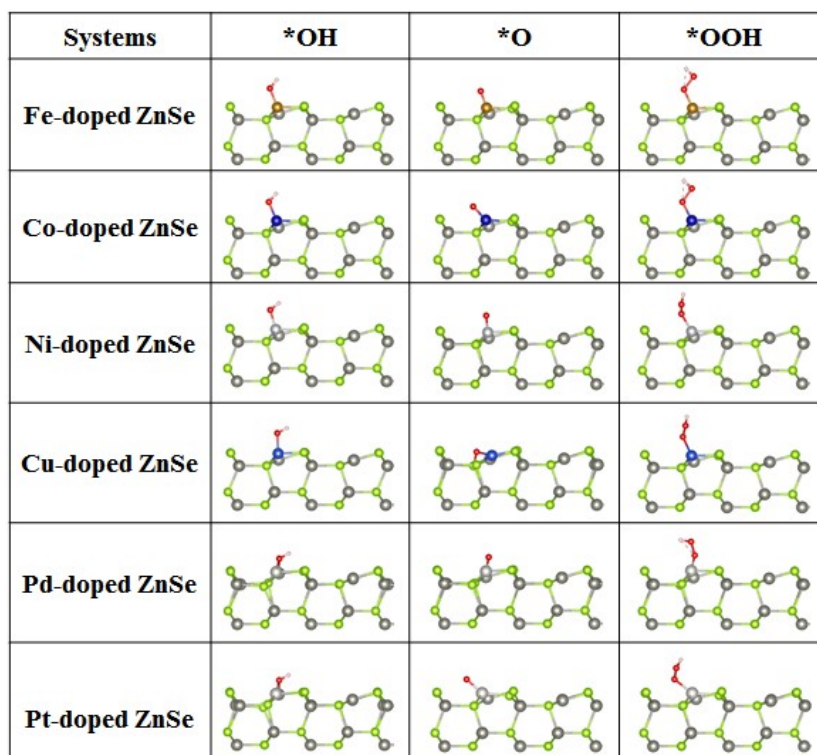 Systems *OH *O *OOH
Fe-doped ZnSe
Co-doped ZnSe
Ni-doped ZnSe
Cu-doped ZnSe
Pd-doped ZnSe
Pt-doped ZnSe